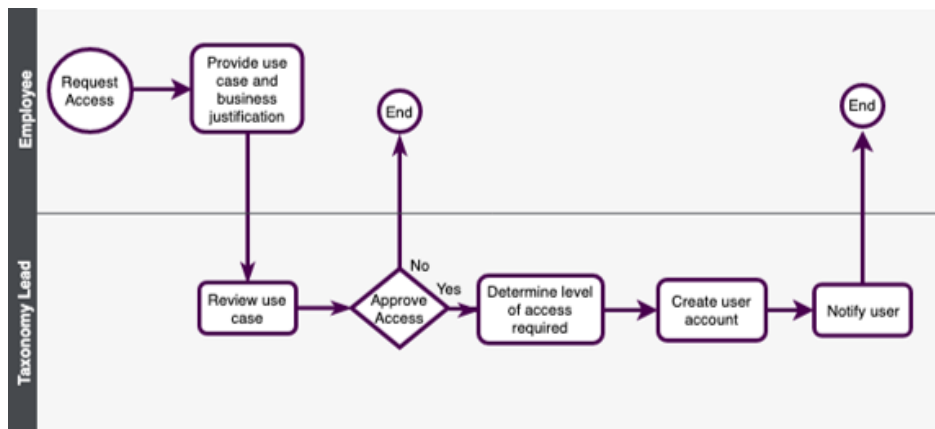 Employee
Request
Access
Provide use
case and
business
justification
End
End
Taxonomy Lead
Review use
case
Approve
Access
No
Yes
Determine level
of access
required
Create user
account
Notify user